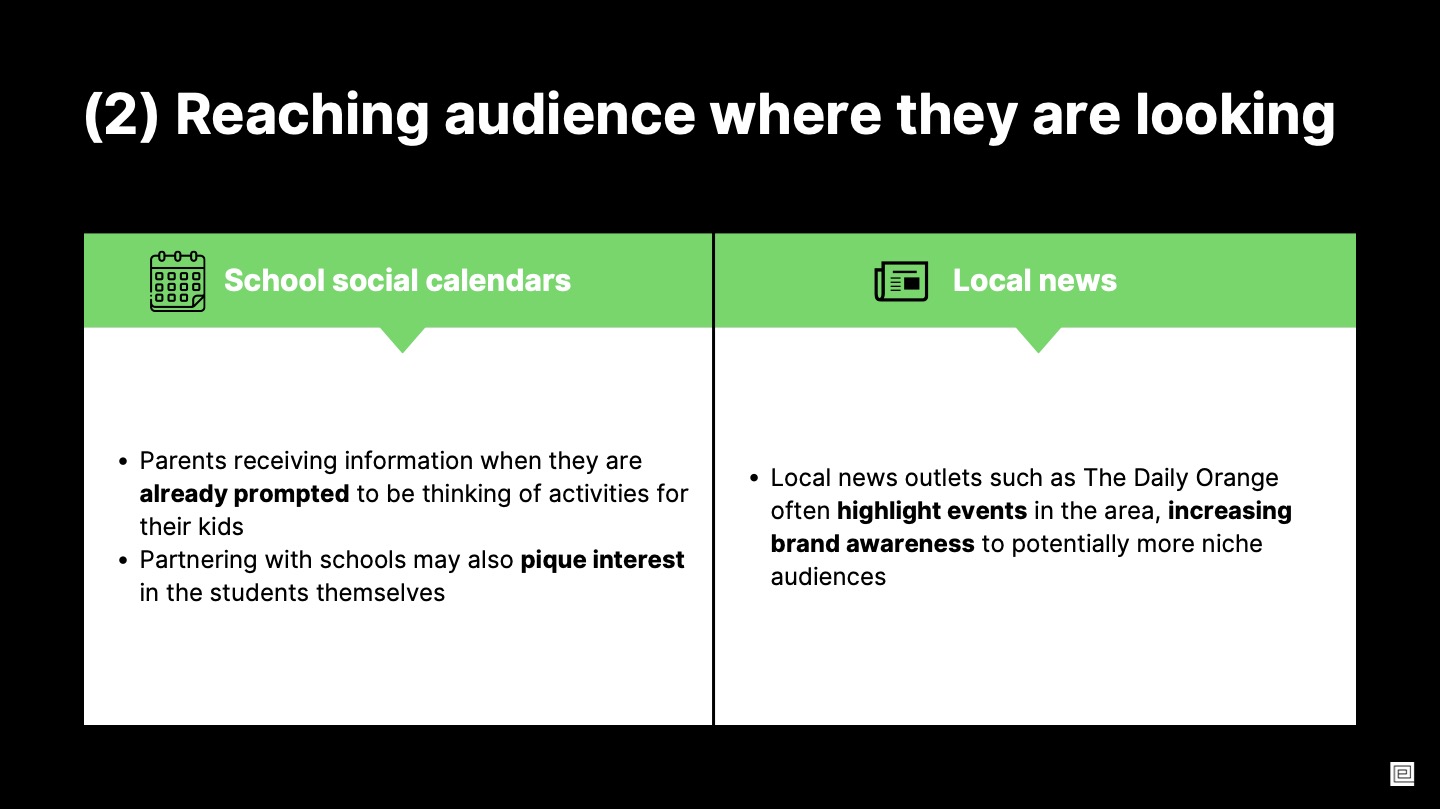 (2) Reaching audience where they are looking
School social calendars
• Parents receiving information when they are
already prompted to be thinking of activities for
their kids
• Partnering with schools may also pique interest
in the students themselves
Local news
• Local news outlets such as The Daily Orange
often highlight events in the area, increasing
brand awareness to potentially more niche
audiences